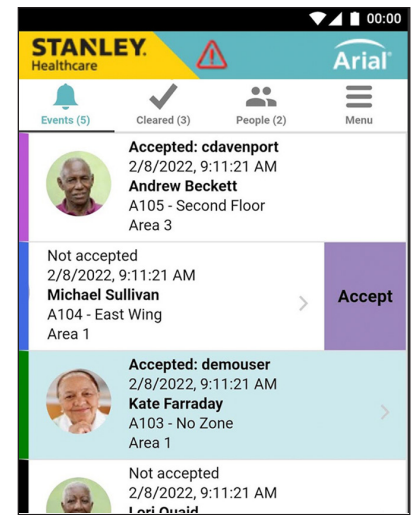 00:00
STANLEY.
Healthcare
Arial
Events (5)
Cleared (3)
People (2)
Menu
Accepted: cdavenport
2/8/2022, 9:11:21 AM
Andrew Beckett
A105 - Second Floor
Area 3
Not accepted
2/8/2022, 9:11:21 AM
Michael Sullivan
A104 - East Wing
Area 1
Accept
Accepted: demouser
2/8/2022, 9:11:21 AM
Kate Farraday
A103 - No Zone
Area 1
Not accepted
2/8/2022, 9:11:21 AM
Lori Quaid